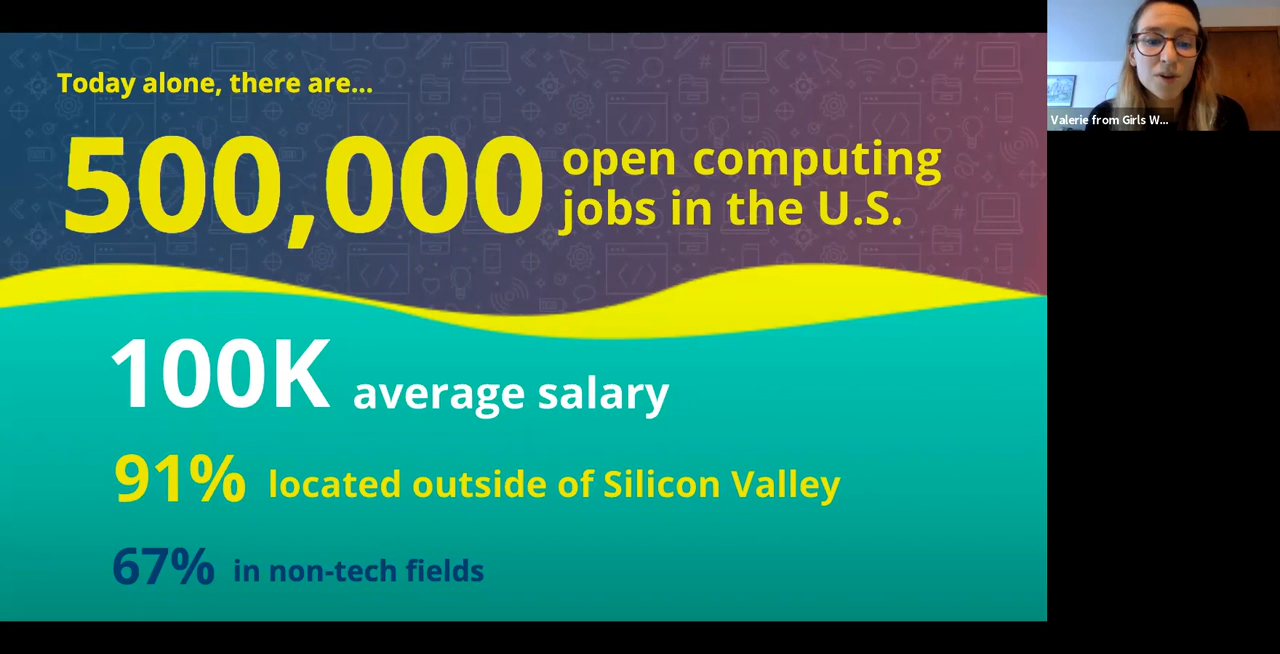 Today alone, there are...
500,000 open computing
jobs in the U.S.
100K average salary
91% located outside of Silicon Valley
67% in non-tech fields
Valerie from Girls W...